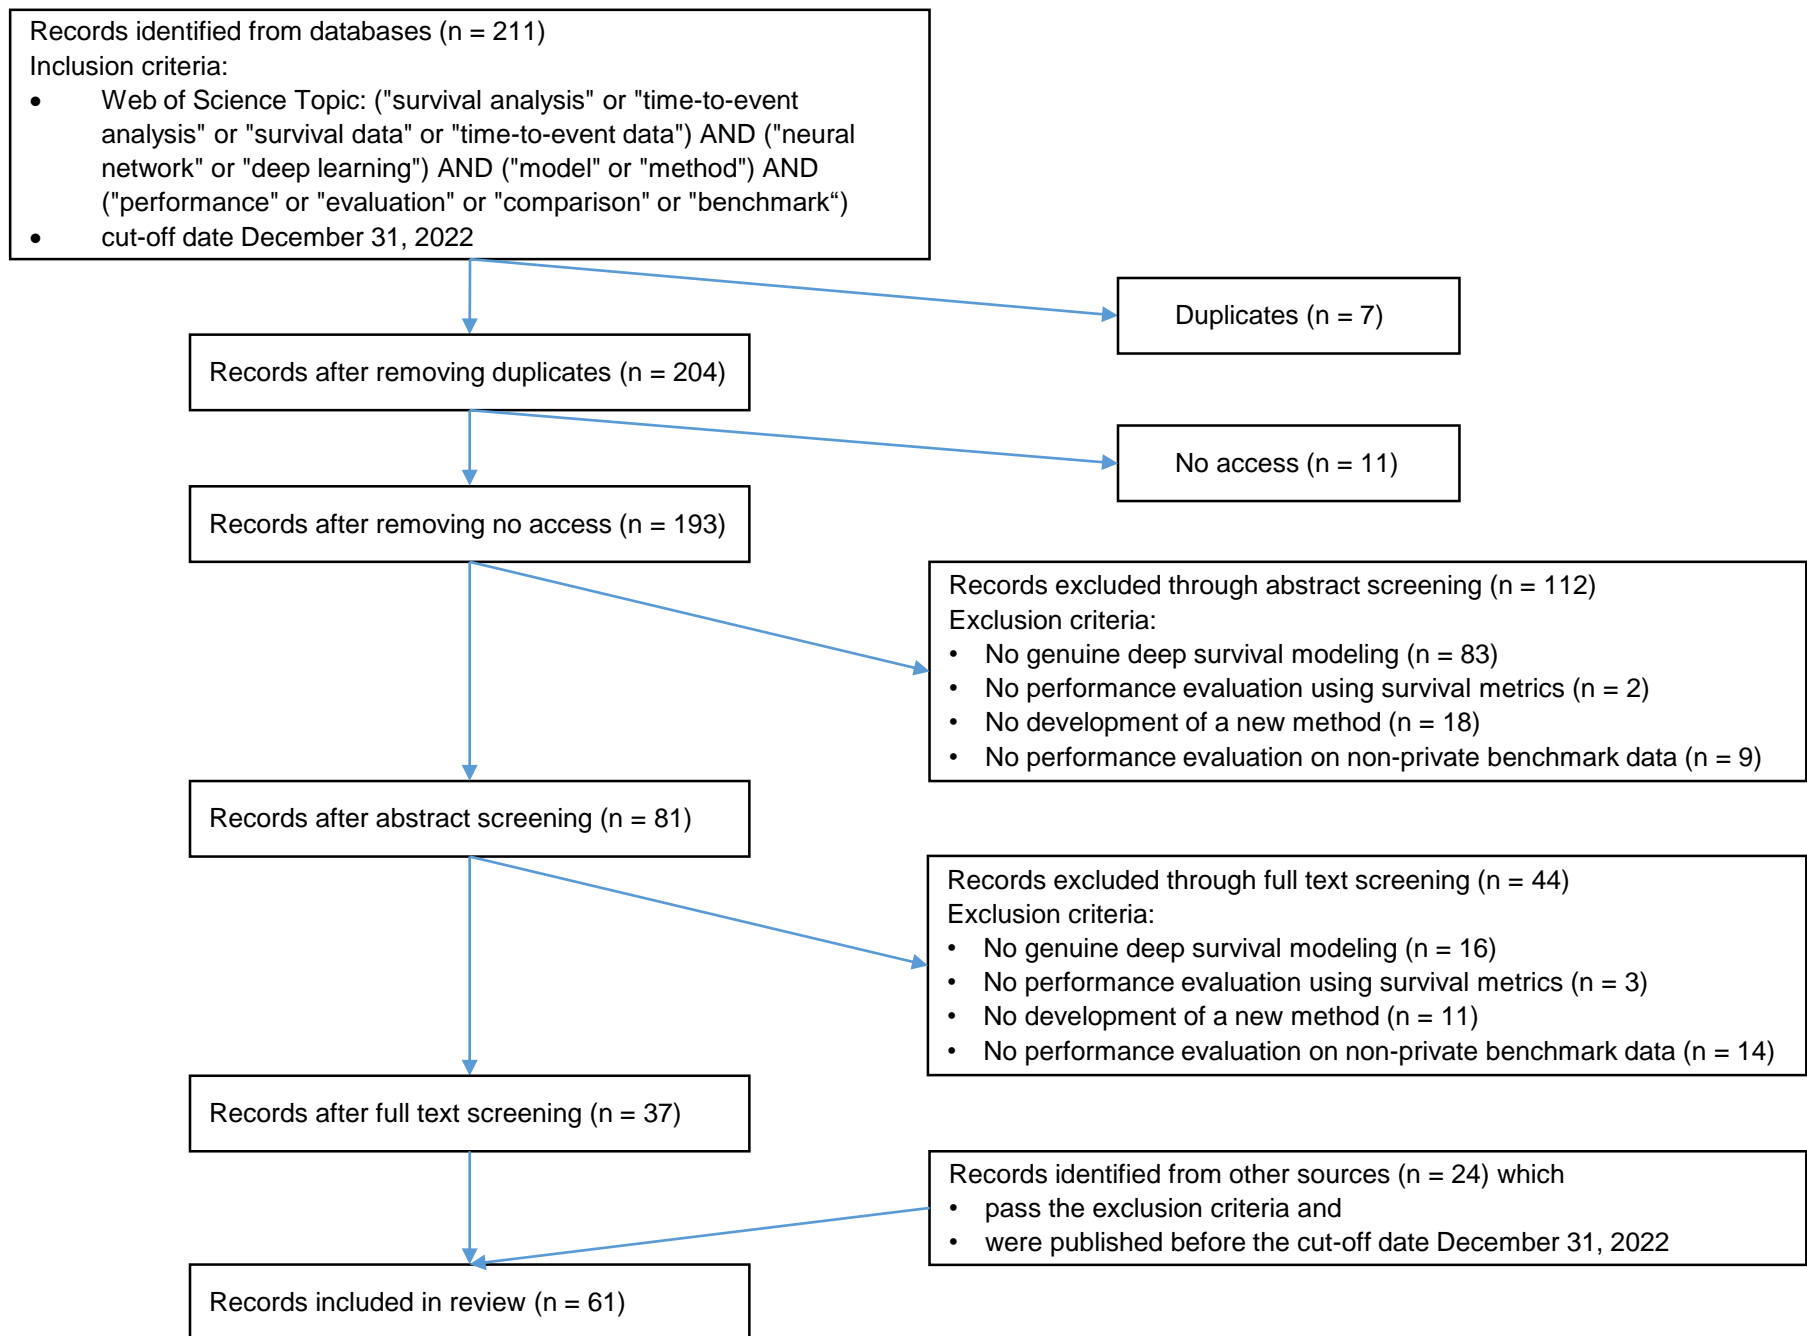 Records identified from databases (n = 211)
Inclusion criteria:
• Web of Science Topic: ("survival analysis" or "time-to-event
analysis" or "survival data" or "time-to-event data") AND ("neural
network" or "deep learning") AND ("model" or "method") AND
("performance" or "evaluation" or "comparison" or "benchmark“)
• cut-off date December 31, 2022
Duplicates (n = 7)
Records after removing duplicates (n = 204)
No access (n = 11)
Records after removing no access (n = 193)
Records excluded through abstract screening (n = 112)
Exclusion criteria:
• No genuine deep survival modeling (n = 83)
• No performance evaluation using survival metrics (n = 2)
• No development of a new method (n = 18)
• No performance evaluation on non-private benchmark data (n = 9)
Records after abstract screening (n = 81)
Records excluded through full text screening (n = 44)
Exclusion criteria:
• No genuine deep survival modeling (n = 16)
• No performance evaluation using survival metrics (n = 3)
• No development of a new method (n = 11)
• No performance evaluation on non-private benchmark data (n = 14)
Records after full text screening (n = 37)
Records identified from other sources (n = 24) which
• pass the exclusion criteria and
• were published before the cut-off date December 31, 2022
Records included in review (n = 61)